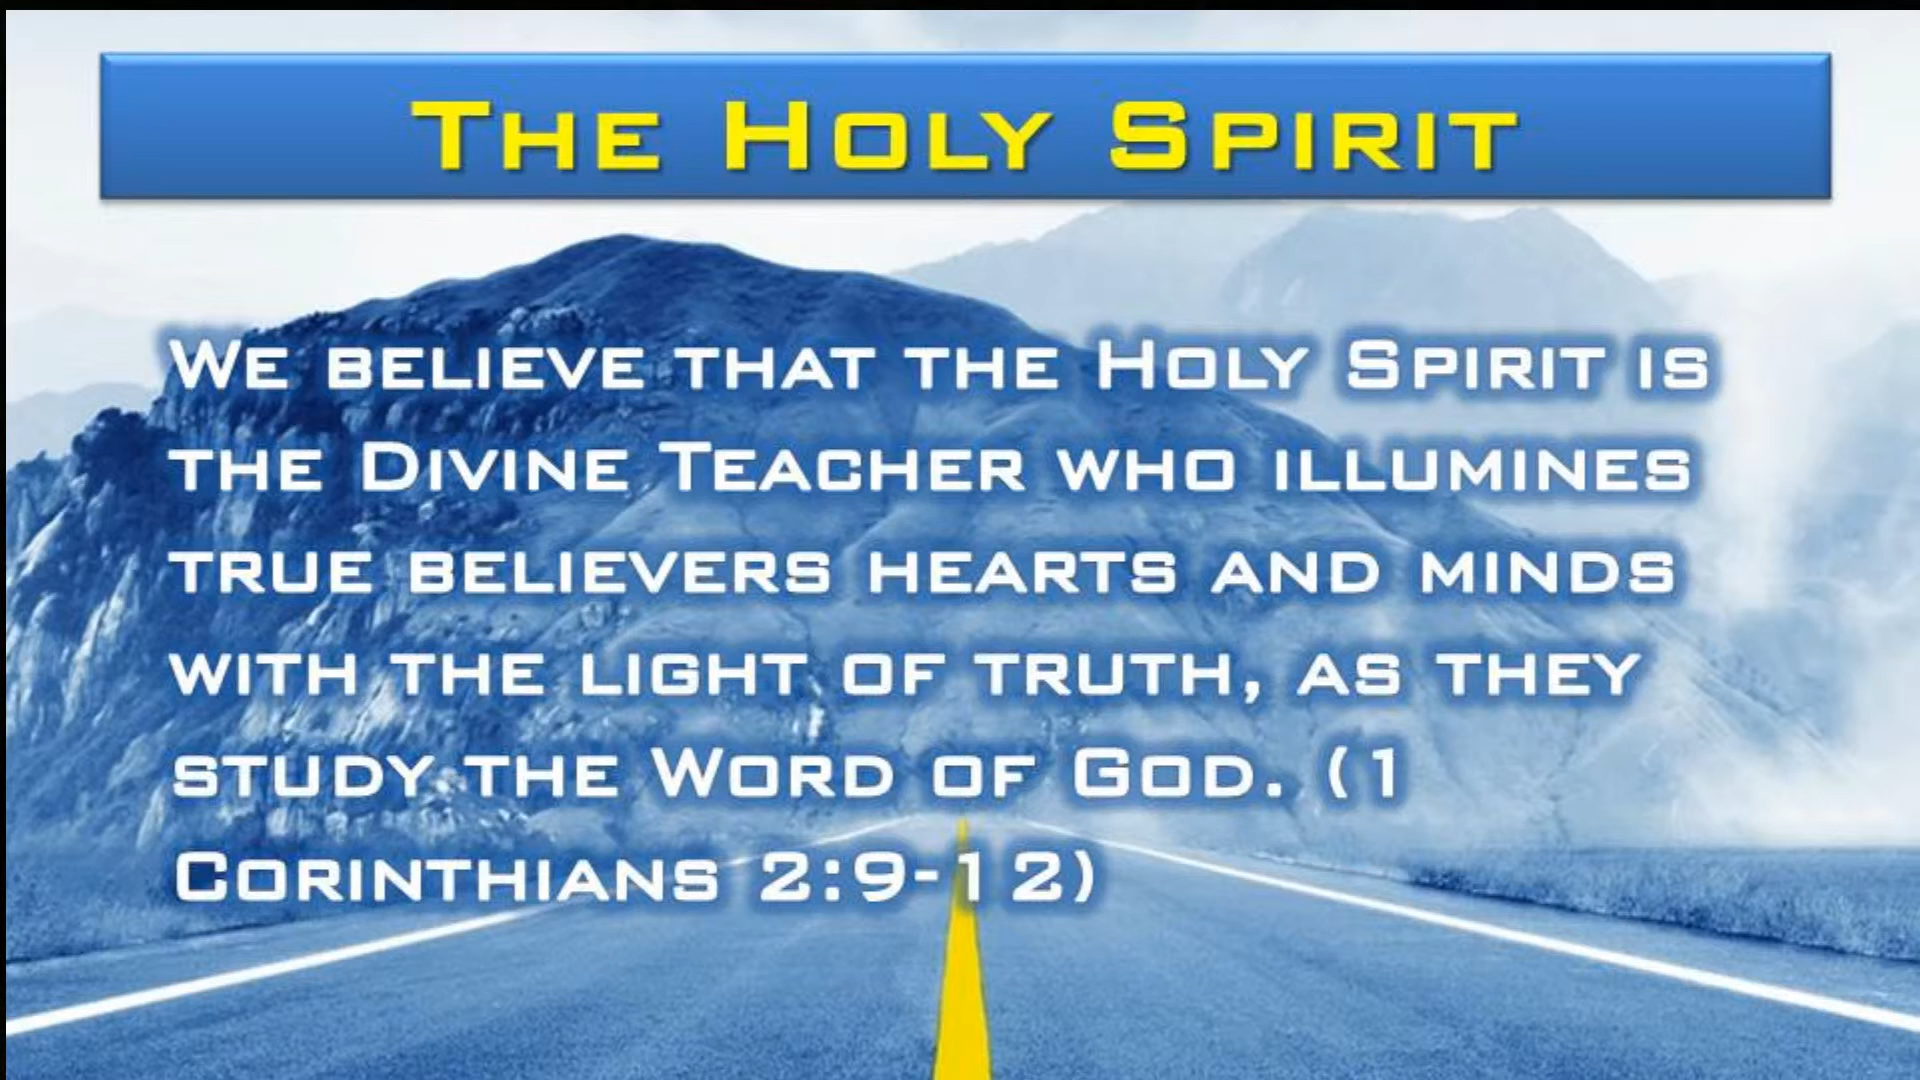 The Holy Spirit
We believe that the Holy Spirit is
the Divine Teacher who illumines
true believers hearts and minds
with the light of truth, as they
study the Word of God. (1
Corinthians 2:9-12)